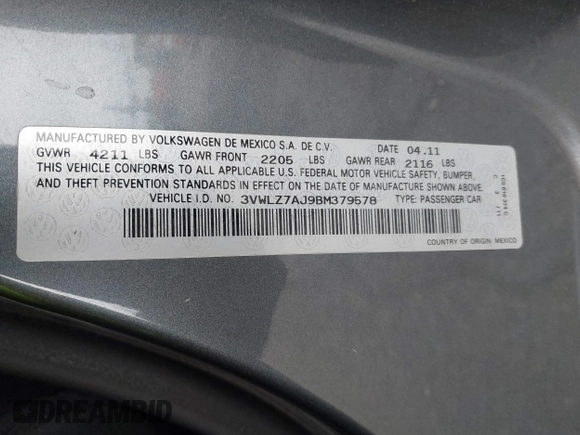 MANUFACTURED BY VOLKSWAGEN DE MEXICO S.A. DE C.V. DATE 04.11
GVWR 4211 LBS GAWR FRONT 2205 LBS GAWR REAR 2116 LBS
THIS VEHICLE CONFORMS TO ALL APPLICABLE U.S. FEDERAL MOTOR VEHICLE SAFETY, BUMPER,
AND THEFT PREVENTION STANDARDS IN EFFECT ON THE DATE OF MANUFACTURE SHOWN ABOVE.
VEHICLE I.D. NO. 3VWLZ7AJ9BM379578 TYPE: PASSENGER CAR
COUNTRY OF ORIGIN: MEXICO
DREAMBID